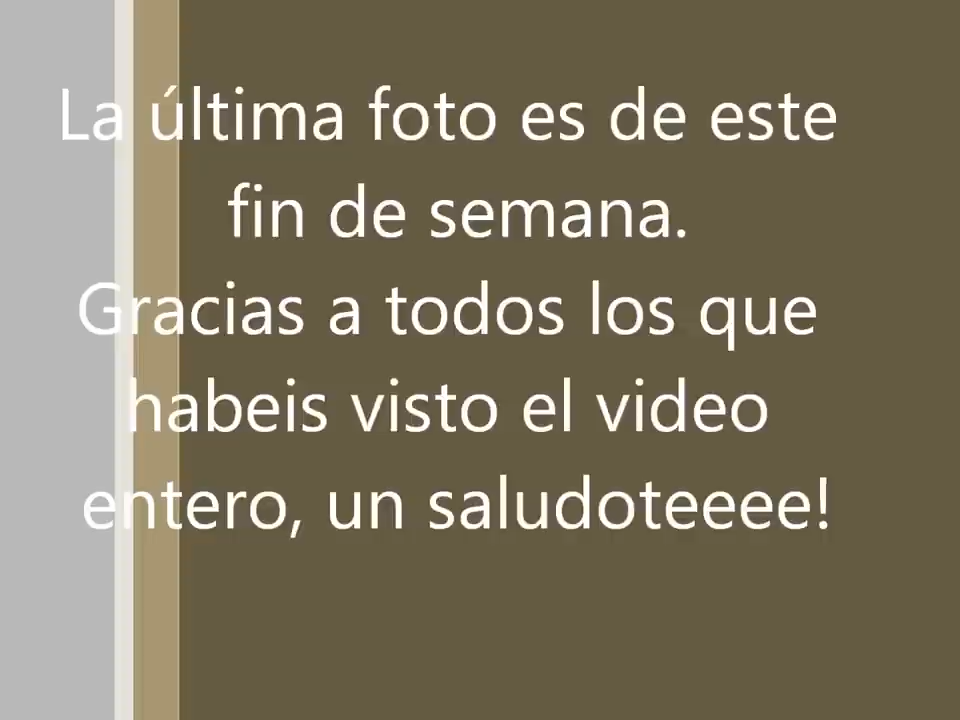 La última foto es de este
fin de semana.
Gracias a todos los que
habeis visto el video
entero, un saludoteeee!